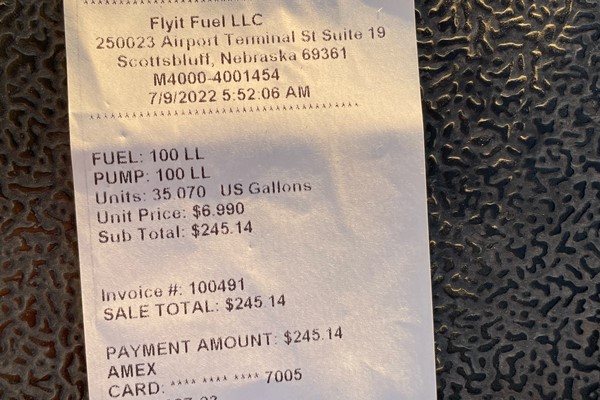 Flyit Fuel LLC
250023 Airport Terminal St Suite 19
Scottsbluff, Nebraska 69361
M4000-4001454
7/9/2022 5:52:06 AM
FUEL: 100 LL
PUMP: 100 LL
Units: 35.070 US Gallons
Unit Price: $6.990
Sub Total: $245.14
Invoice #: 100491
SALE TOTAL: $245.14
PAYMENT AMOUNT: $245.14
AMEX
CARD: **** **** **** 7005